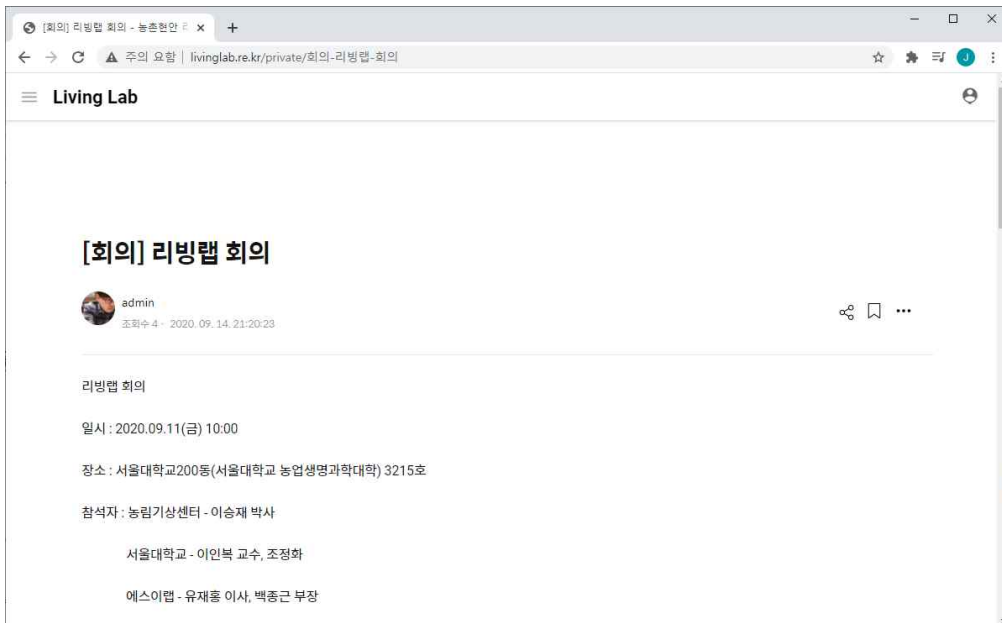 [회의] 리빙랩 회의 - 농촌현안
주의 요함 | livinglab.re.kr/private/회의-리빙랩-회의
J
Living Lab
[회의] 리빙랩 회의
admin
조회수 4 · 2020. 09. 14. 21:20:23
리빙랩 회의
일시 : 2020.09.11(금) 10:00
장소 : 서울대학교200동(서울대학교 농업생명과학대학) 3215호
참석자 : 농림기상센터 - 이승재 박사
서울대학교 - 이인복 교수, 조정화
에스이랩 - 유재홍 이사, 백종근 부장